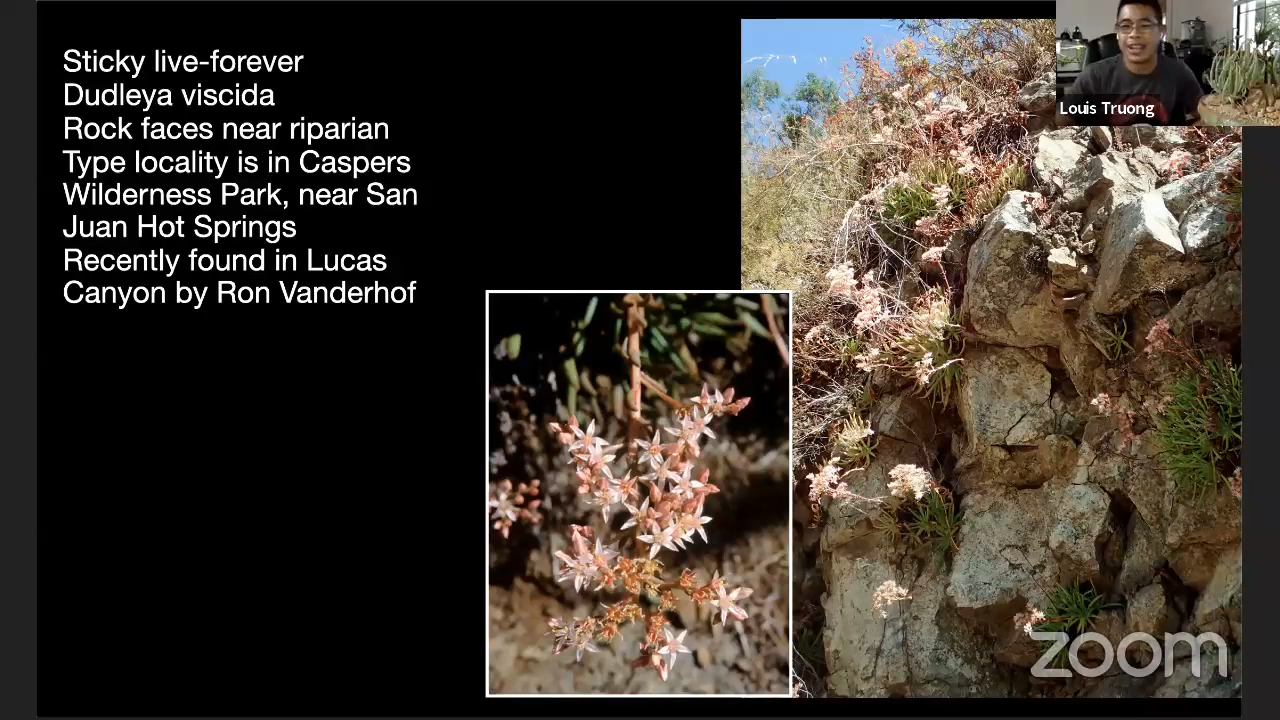 Sticky live-forever
Dudleya viscida
Rock faces near riparian
Type locality is in Caspers
Wilderness Park, near San
Juan Hot Springs
Recently found in Lucas
Canyon by Ron Vanderhof
Louis Truong
zoom